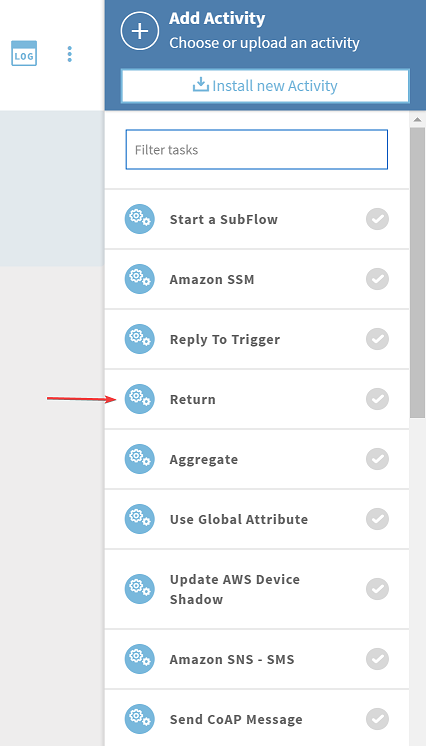 Add Activity
LOG
Choose or upload an activity
Install new Activity
Filter tasks
Start a SubFlow
Amazon SSM
Reply To Trigger
Return
Aggregate
Use Global Attribute
Update AWS Device
Shadow
Amazon SNS - SMS
Send CoAP Message